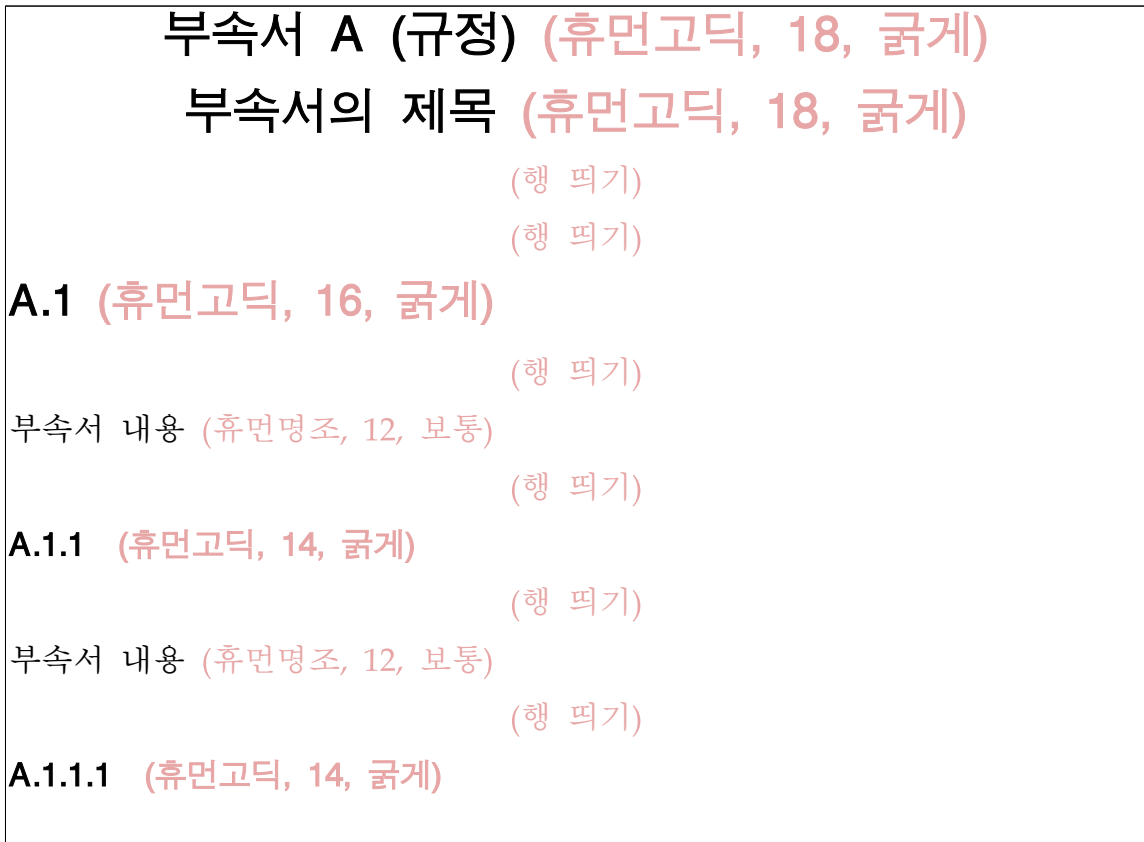 부속서 A (규정) (휴먼고딕, 18, 굵게)
부속서의 제목 (휴먼고딕, 18, 굵게)
(행 띄기)
(행 띄기)
A.1 (휴먼고딕, 16, 굵게)
(행 띄기)
부속서 내용 (휴먼명조, 12, 보통)
(행 띄기)
A.1.1 (휴먼고딕, 14, 굵게)
(행 띄기)
부속서 내용 (휴먼명조, 12, 보통)
(행 띄기)
A.1.1.1 (휴먼고딕, 14, 굵게)